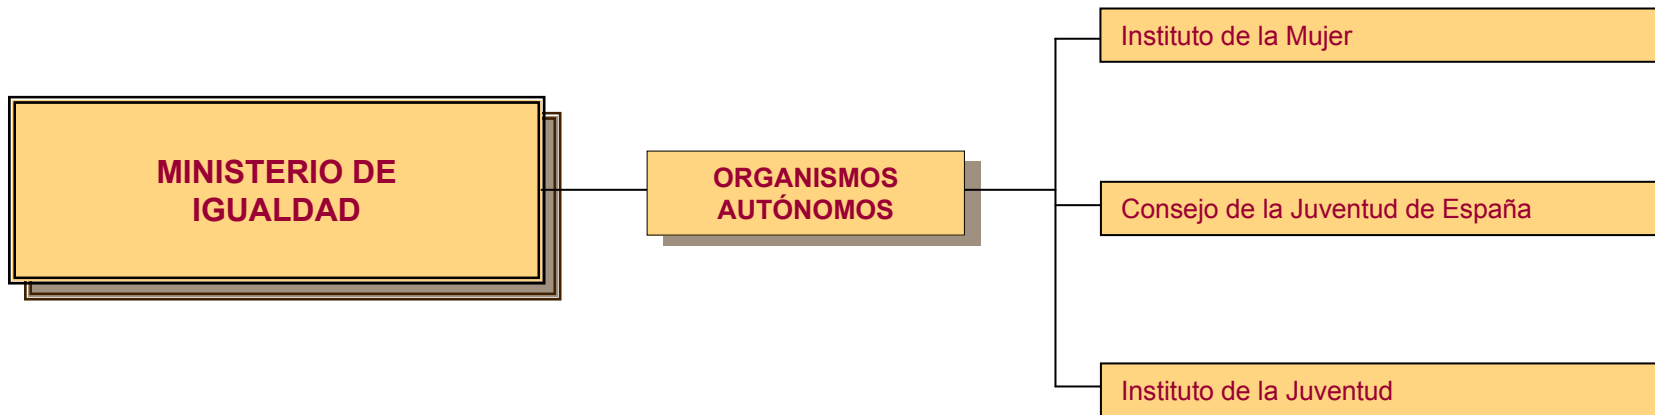 MINISTERIO DE
IGUALDAD
ORGANISMOS
AUTÓNOMOS
Instituto de la Mujer
Consejo de la Juventud de España
Instituto de la Juventud